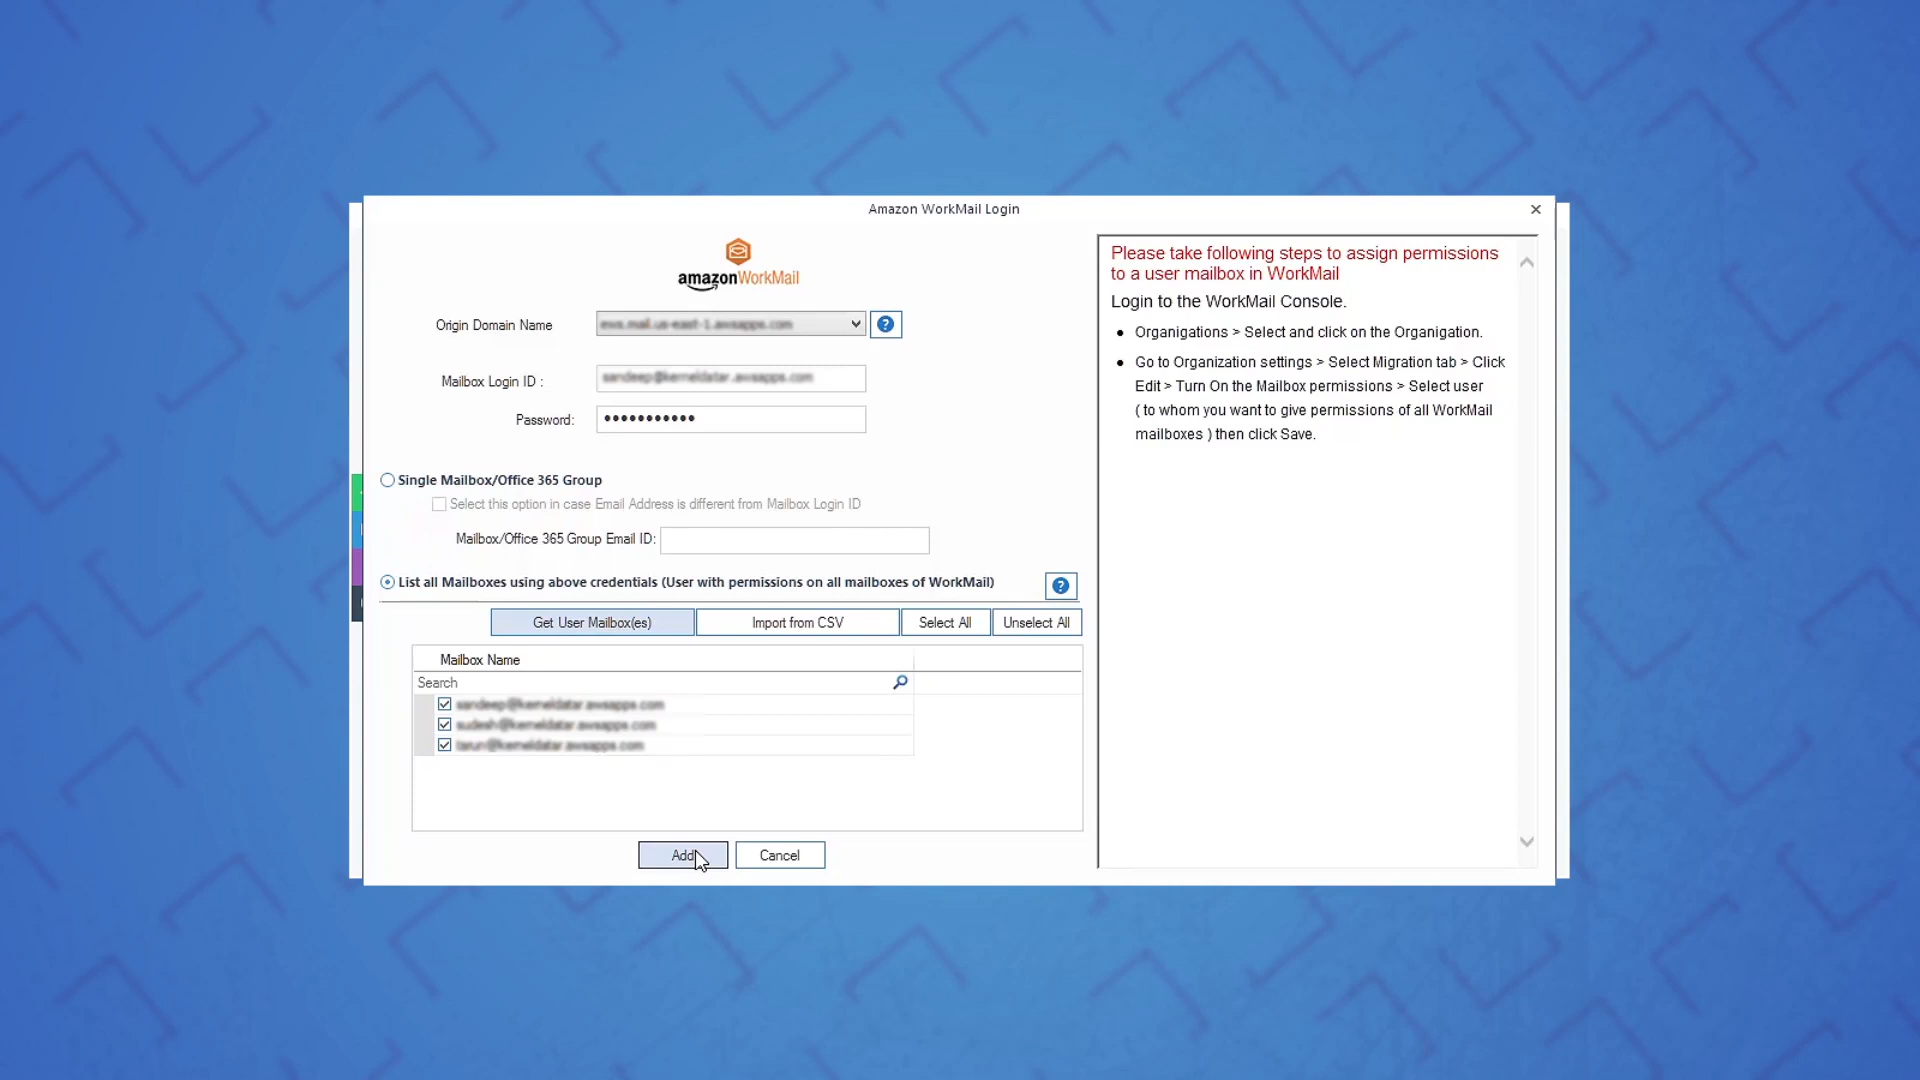 Amazon WorkMail Login
amazonWorkMail
Origin Domain Name
Mailbox Login ID :
Password:
Single Mailbox/Office 365 Group
Select this option in case Email Address is different from Mailbox Login ID
Mailbox/Office 365 Group Email ID:
List all Mailboxes using above credentials (User with permissions on all mailboxes of WorkMail)
Get User Mailbox(es) Import from CSV Select All Unselect All
Mailbox Name
Search
Add Cancel
Please take following steps to assign permissions
to a user mailbox in WorkMail
Login to the WorkMail Console.
Organigations > Select and click on the Organigation.
Go to Organization settings > Select Migration tab > Click
Edit > Turn On the Mailbox permissions > Select user
( to whom you want to give permissions of all WorkMail
mailboxes ) then click Save.